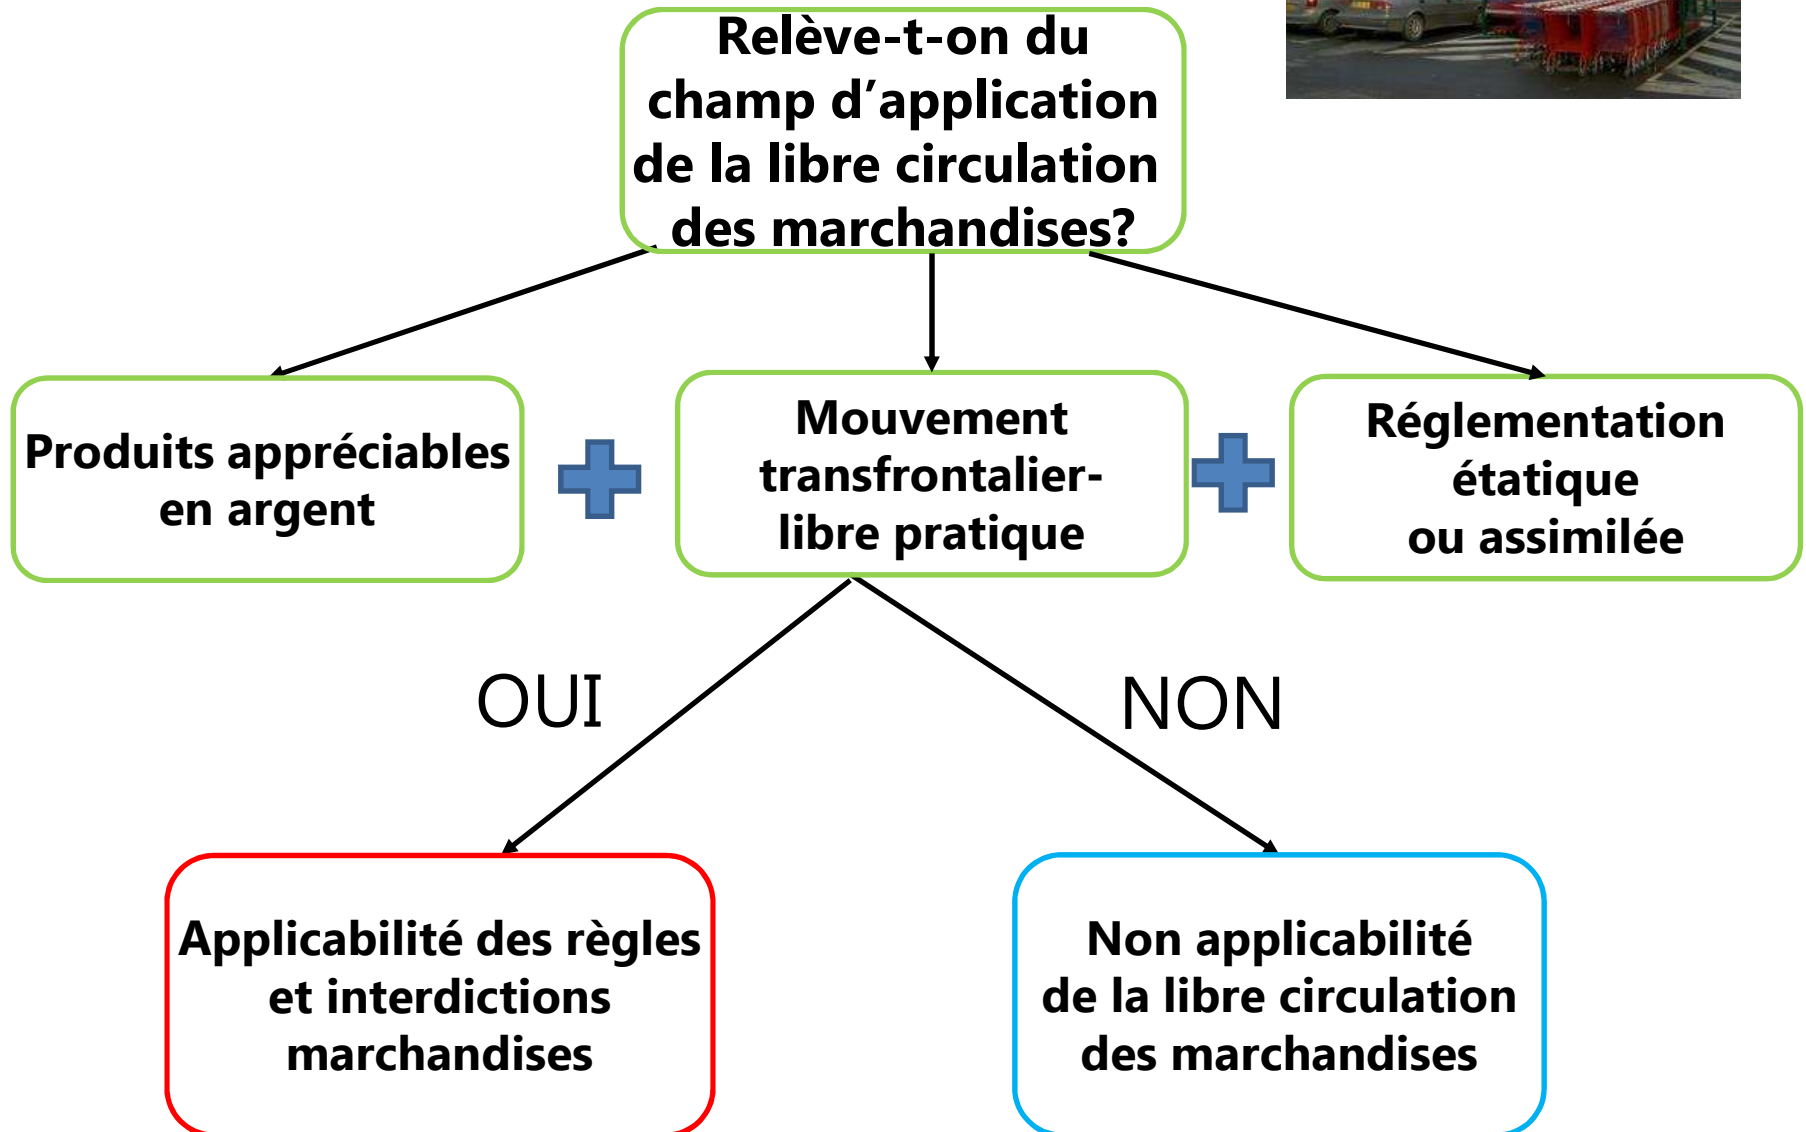 Relève-t-on du
champ d’application
de la libre circulation
des marchandises?
Produits appréciables
en argent
Mouvement
transfrontalier-
libre pratique
Réglementation
étatique
ou assimilée
OUI
NON
Applicabilité des règles
et interdictions
marchandises
Non applicabilité
de la libre circulation
des marchandises